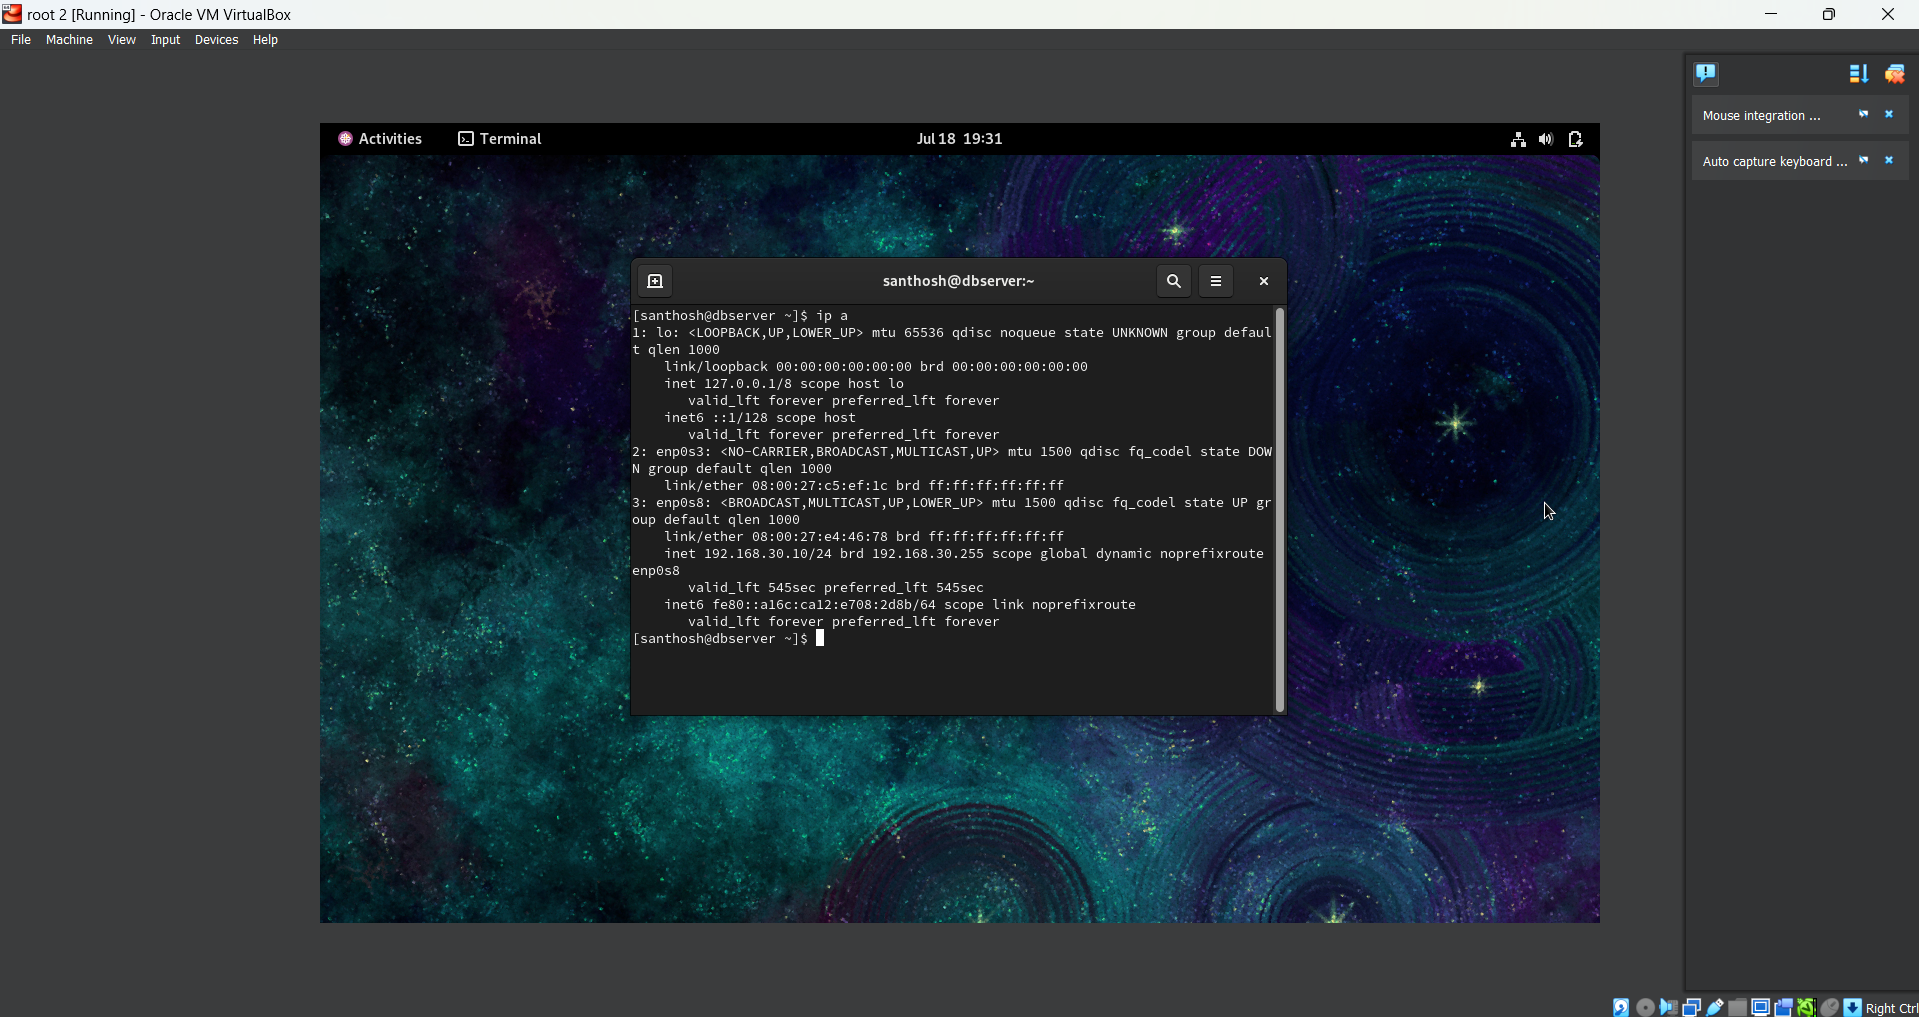 root 2 [Running] - Oracle VM VirtualBox
File Machine View Input Devices Help
Mouse integration ...
Auto capture keyboard ...
Activities Terminal Jul 18 19:31
santhosh@dbserver:~
[santhosh@dbserver ~]$ ip a
1: lo: <LOOPBACK,UP,LOWER_UP> mtu 65536 qdisc noqueue state UNKNOWN group defaul
t qlen 1000
link/loopback 00:00:00:00:00:00 brd 00:00:00:00:00:00
inet 127.0.0.1/8 scope host lo
valid_lft forever preferred_lft forever
inet6 ::1/128 scope host
valid_lft forever preferred_lft forever
2: enp0s3: <NO-CARRIER,BROADCAST,MULTICAST,UP> mtu 1500 qdisc fq_codel state DOW
N group default qlen 1000
link/ether 08:00:27:c5:ef:1c brd ff:ff:ff:ff:ff:ff
3: enp0s8: <BROADCAST,MULTICAST,UP,LOWER_UP> mtu 1500 qdisc fq_codel state UP gr
oup default qlen 1000
link/ether 08:00:27:e4:46:78 brd ff:ff:ff:ff:ff:ff
inet 192.168.30.10/24 brd 192.168.30.255 scope global dynamic noprefixroute
enp0s8
valid_lft 545sec preferred_lft 545sec
inet6 fe80::a16c:ca12:e708:2d8b/64 scope link noprefixroute
valid_lft forever preferred_lft forever
[santhosh@dbserver ~]$
Right Ctrl